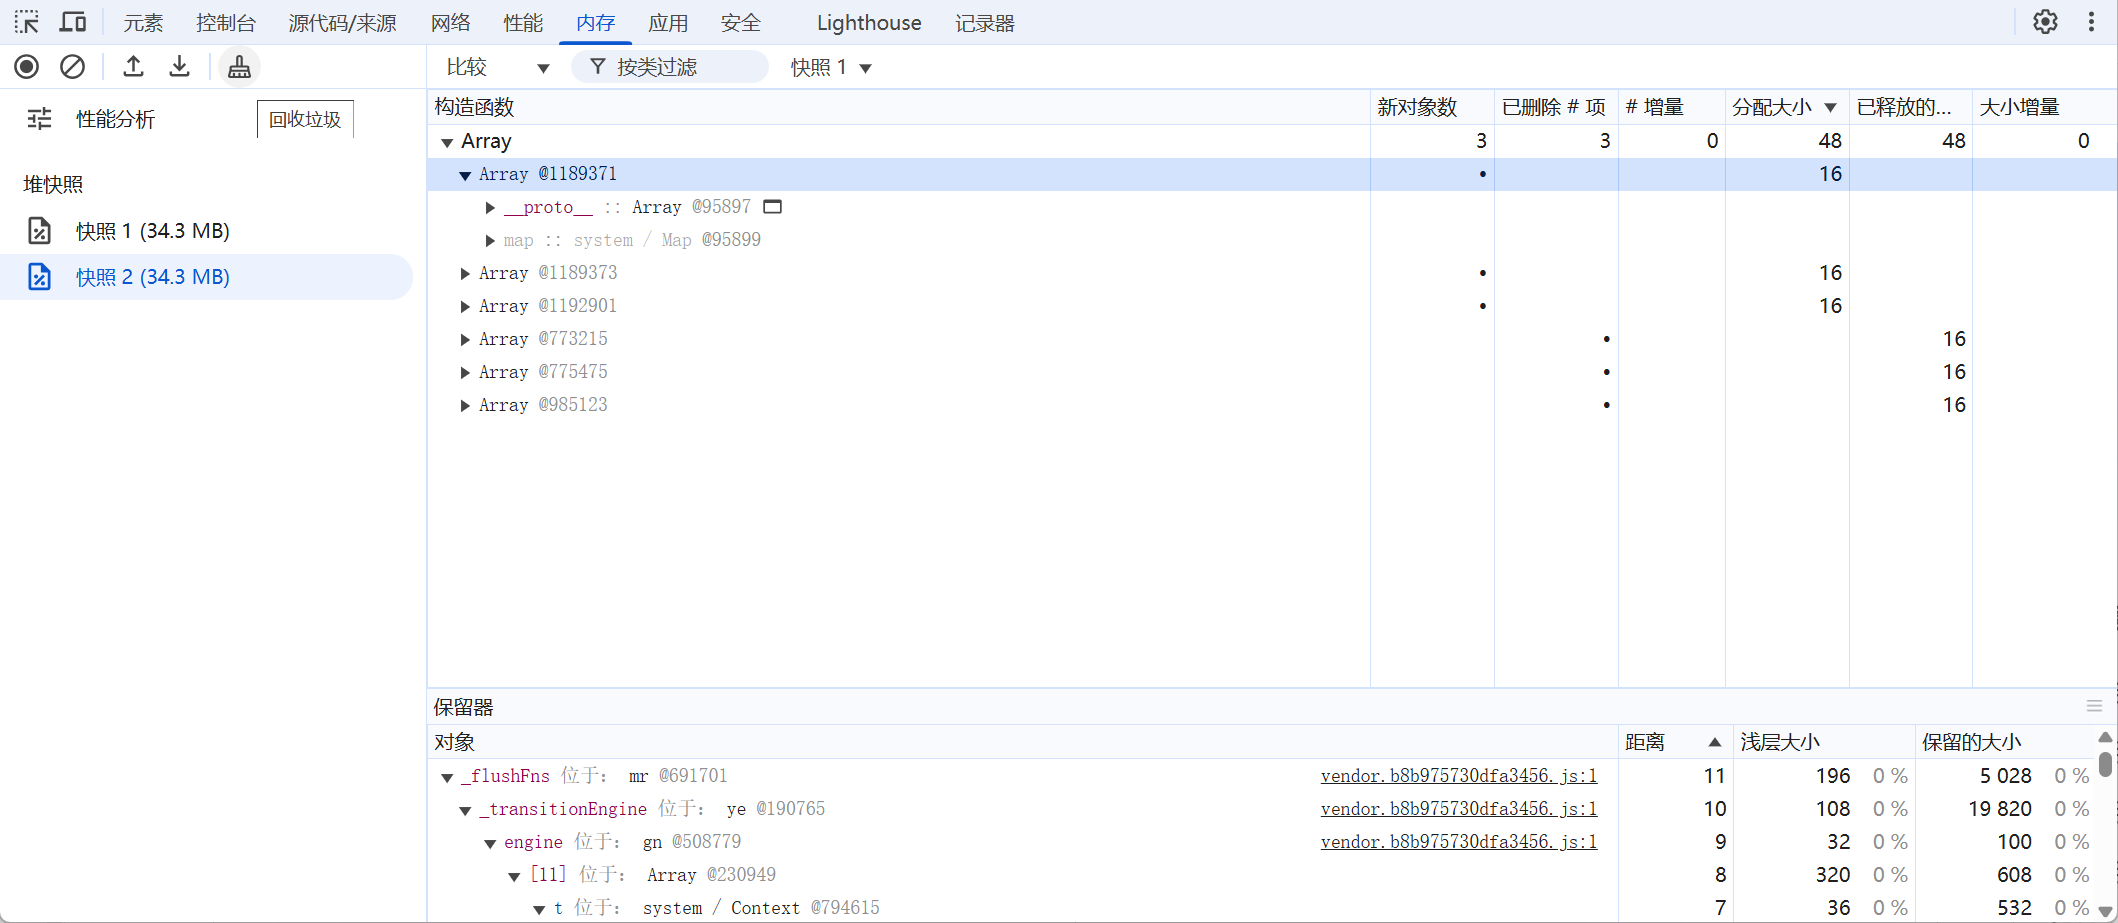 元素 控制台 源代码/来源 网络 性能 内存 应用 安全 Lighthouse 记录器
比较 按类过滤 快照 1
性能分析 回收垃圾
堆快照
快照 1 (34.3 MB)
快照 2 (34.3 MB)
构造函数 新对象数 已删除 # 项 # 增量 分配大小 已释放的... 大小增量
Array 3 3 0 48 48 0
Array @1189371 • 16
__proto__ :: Array @95897
map :: system / Map @95899
Array @1189373 • 16
Array @1192901 • 16
Array @773215 • 16
Array @775475 • 16
Array @985123 • 16
保留器
对象 距离 浅层大小 保留的大小
_flushFns 位于: mr @691701 vendor.b8b975730dfa3456.js:1 11 196 0 % 5 028 0 %
_transitionEngine 位于: ye @190765 vendor.b8b975730dfa3456.js:1 10 108 0 % 19 820 0 %
engine 位于: gn @508779 vendor.b8b975730dfa3456.js:1 9 32 0 % 100 0 %
[11] 位于: Array @230949 8 320 0 % 608 0 %
t 位于: system / Context @794615 7 36 0 % 532 0 %